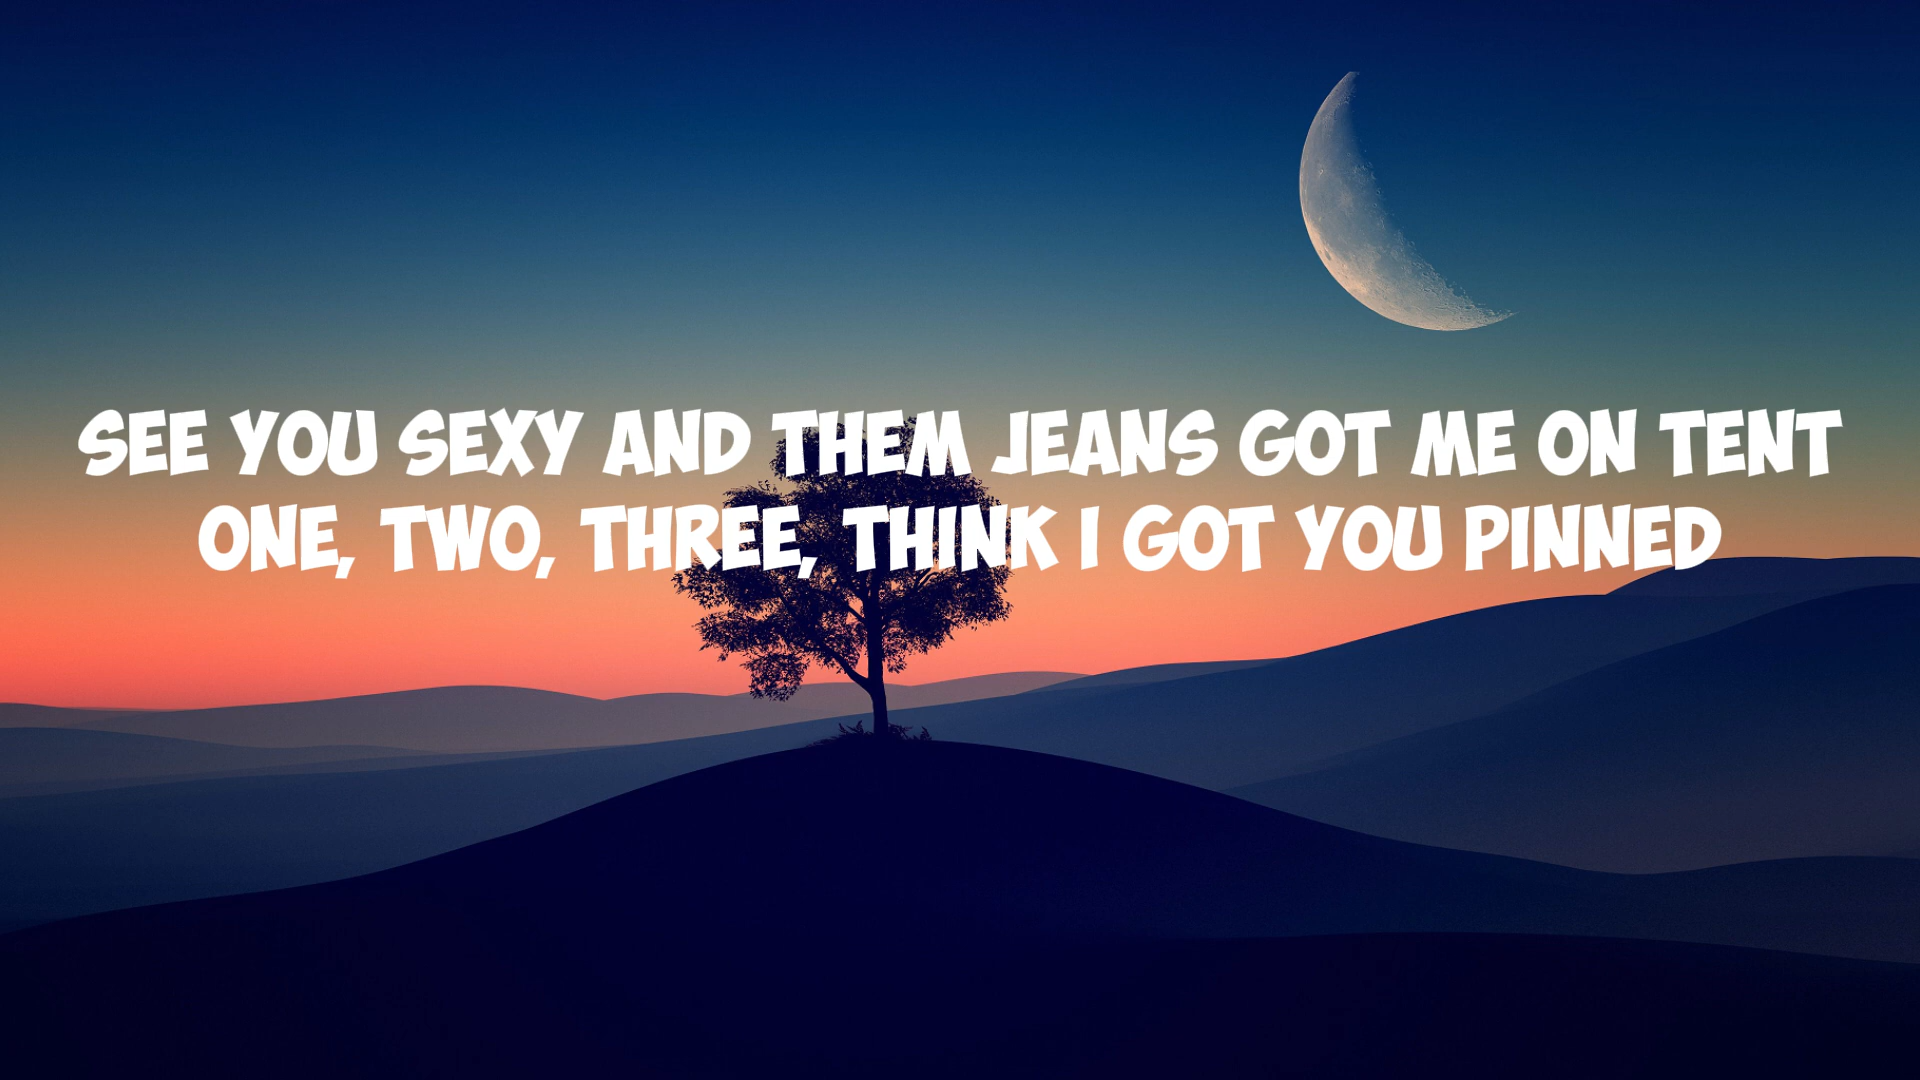 SEE YOU SEXY AND THEM JEANS GOT ME ON TENT
ONE, TWO, THREE, THINK I GOT YOU PINNED